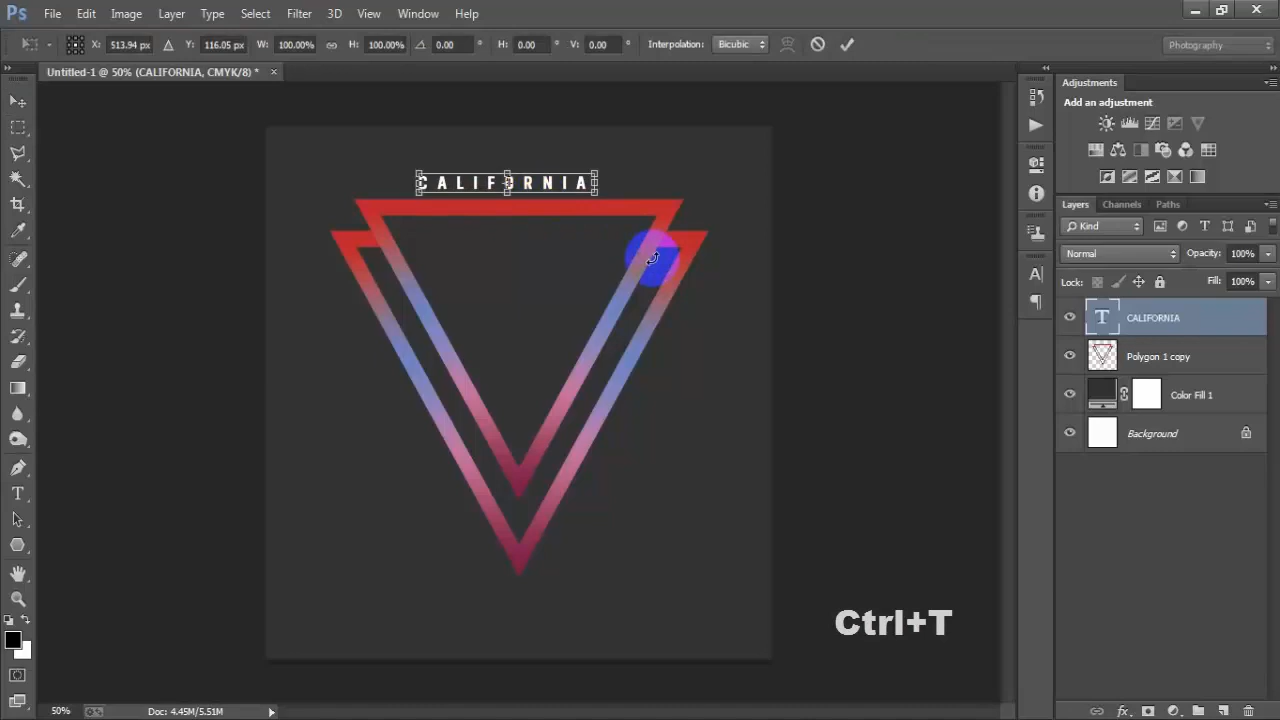 Ps File Edit Image Layer Type Select Filter 3D View Window Help
X: 513.94 px Y: 116.05 px W: 100.00% H: 100.00% 0.00 ° H: 0.00 ° V: 0.00 ° Interpolation: Bicubic Photography
Untitled-1 @ 50% (CALIFORNIA, CMYK/8) * ×
Adjustments
Add an adjustment
CALIFORNIA
Layers Channels Paths
Kind T
Normal Opacity: 100%
Lock: Fill: 100%
T CALIFORNIA
Polygon 1 copy
Color Fill 1
Background
A
T
Ctrl+T
fx
50% Doc: 4.45M/5.51M